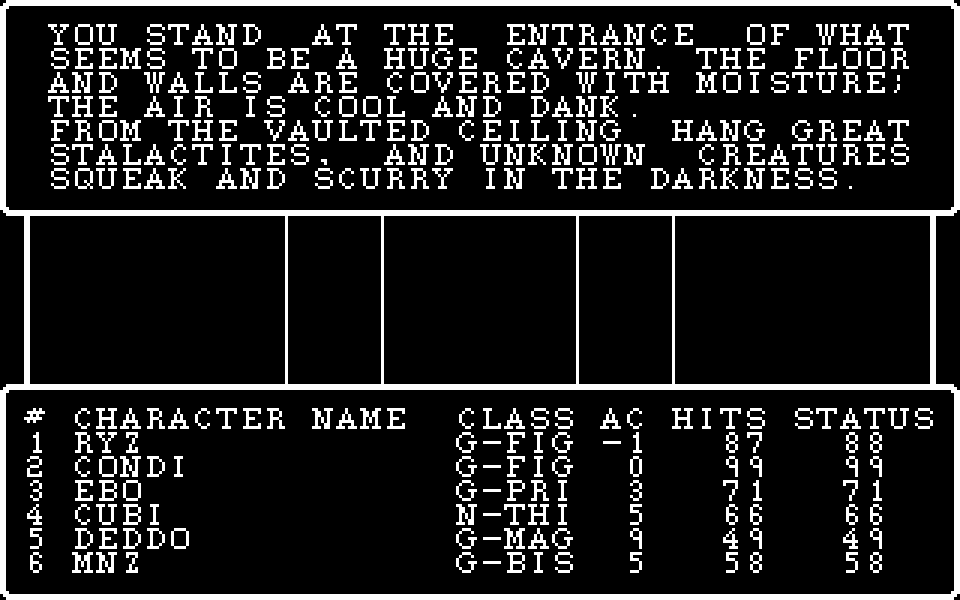 YOU STAND AT THE ENTRANCE OF WHAT
SEEMS TO BE A HUGE CAVERN. THE FLOOR
AND WALLS ARE COVERED WITH MOISTURE;
THE AIR IS COOL AND DANK.
FROM THE VAULTED CEILING HANG GREAT
STALACTITES, AND UNKNOWN CREATURES
SQUEAK AND SCURRY IN THE DARKNESS.
# CHARACTER NAME CLASS AC HITS STATUS
1 RYZ G-FIG -1 87 88
2 CONDI G-FIG 0 99 99
3 EBO G-PRI 3 71 71
4 CUBI N-THI 5 66 66
5 DEDDO G-MAG 9 49 49
6 MNZ G-BIS 5 58 58